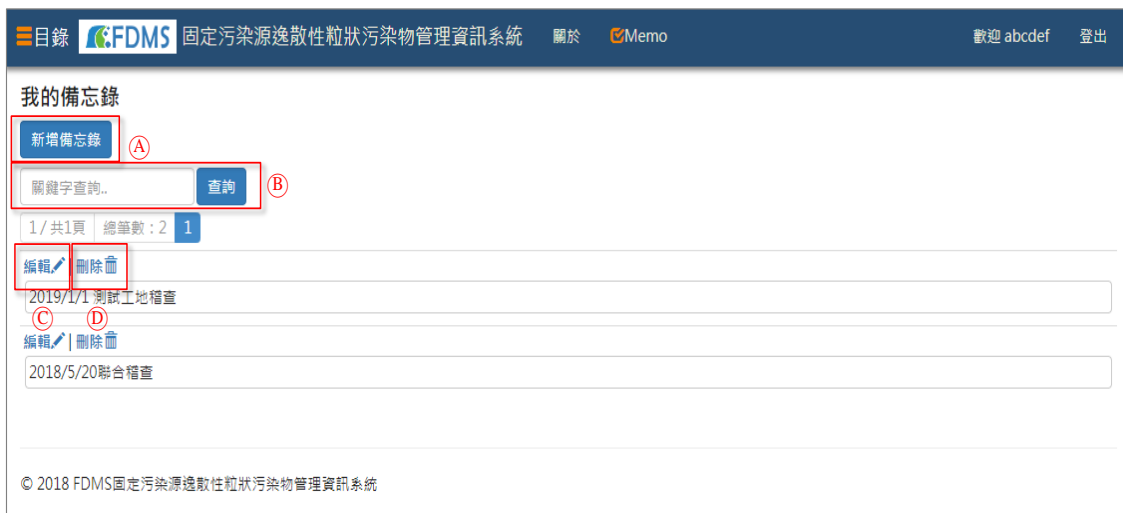 目錄 FDMS 固定污染源逸散性粒狀污染物管理資訊系統 關於 Memo 歡迎 abcdef 登出
我的備忘錄
新增備忘錄 A
關鍵字查詢.. 查詢 B
1 / 共1頁 總筆數：2 1
編輯 刪除
2019/1/1 測試工地稽查
C D
編輯 | 刪除
2018/5/20聯合稽查
© 2018 FDMS固定污染源逸散性粒狀污染物管理資訊系統